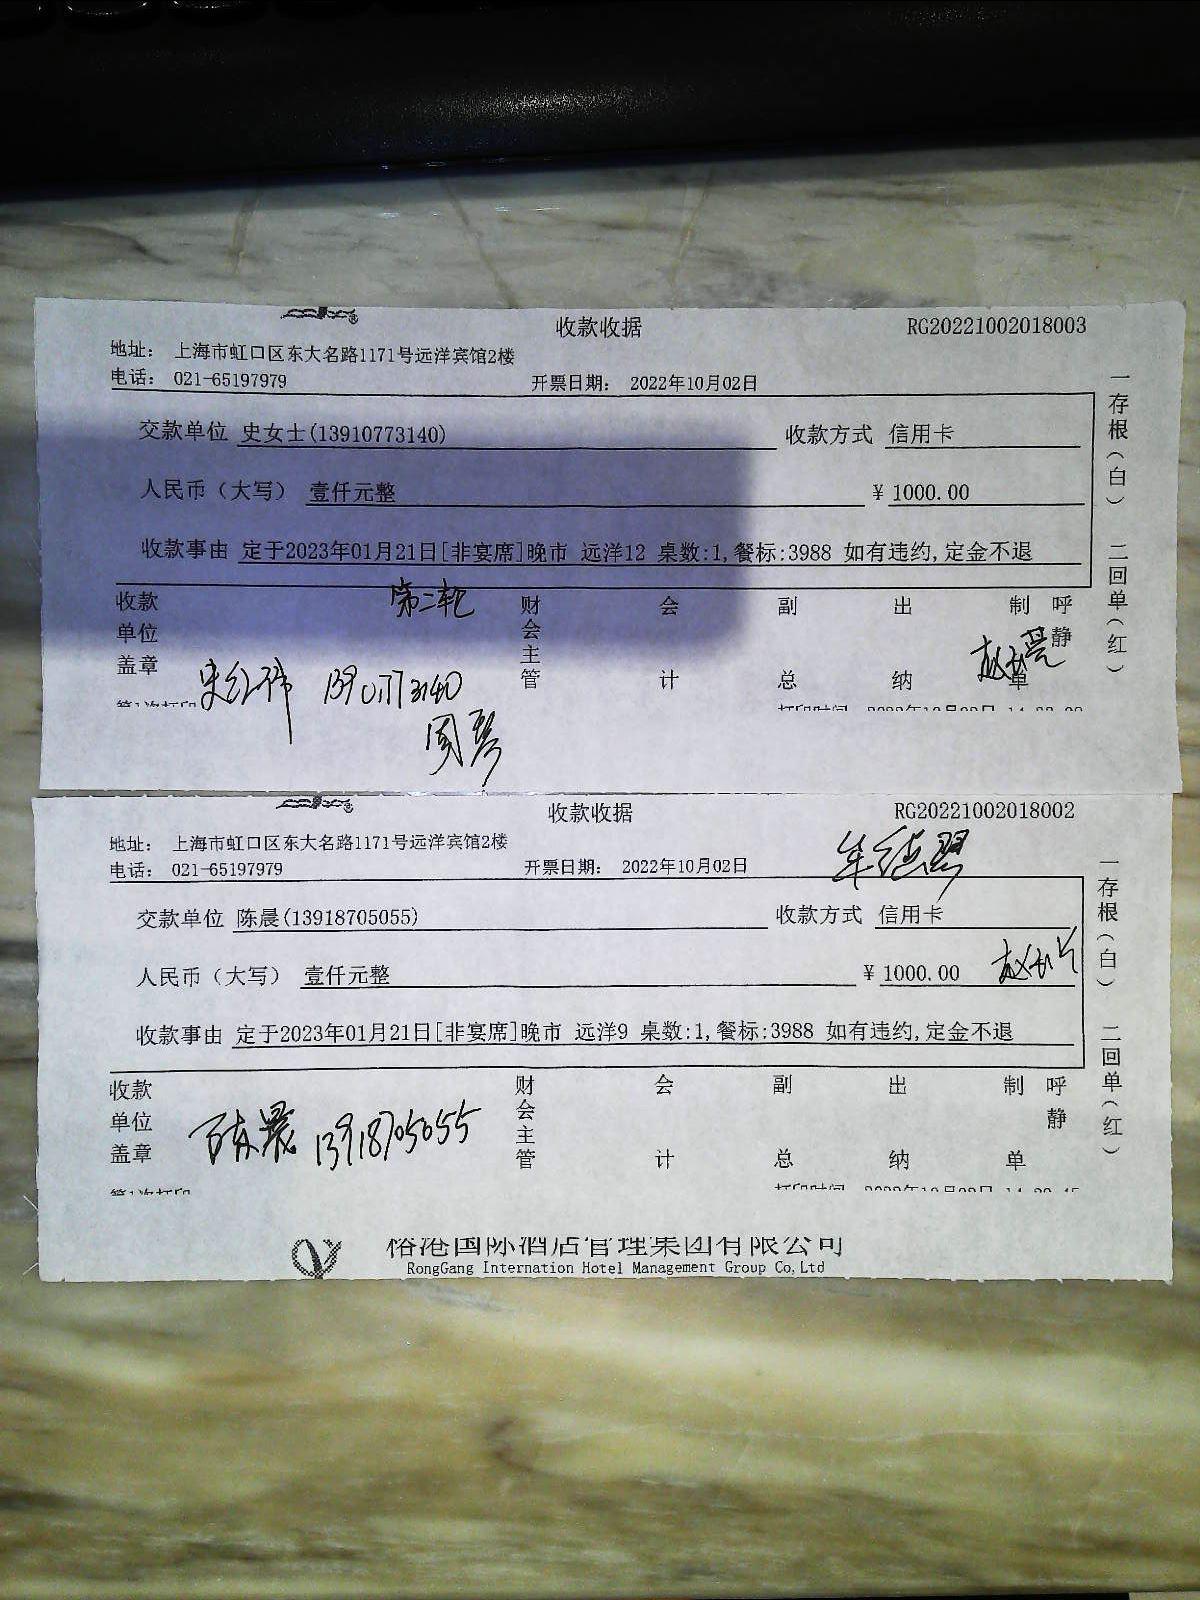 收款收据 RG20221002018003
地址： 上海市虹口区东大名路1171号远洋宾馆2楼
电话： 021-65197979 开票日期： 2022年10月02日
交款单位 史女士(13910773140) 收款方式 信用卡
人民币（大写） 壹仟元整 ¥ 1000.00
收款事由 定于2023年01月21日[非宴席]晚市 远洋12 桌数:1,餐标:3988 如有违约,定金不退
一存根（白） 二回单（红）
第二轮
收款单位盖章 财会主管 会计 副总 出纳 制单 呼静
史红伟 13910773140
周琴
收款收据 RG20221002018002
地址： 上海市虹口区东大名路1171号远洋宾馆2楼
电话： 021-65197979 开票日期： 2022年10月02日
交款单位 陈晨(13918705055) 收款方式 信用卡
人民币（大写） 壹仟元整 ¥ 1000.00
收款事由 定于2023年01月21日[非宴席]晚市 远洋9 桌数:1,餐标:3988 如有违约,定金不退
一存根（白） 二回单（红）
收款单位盖章 财会主管 会计 副总 出纳 制单 呼静
陈晨 13918705055
榕港国际酒店管理集团有限公司
RongGang Internation Hotel Management Group Co,Ltd